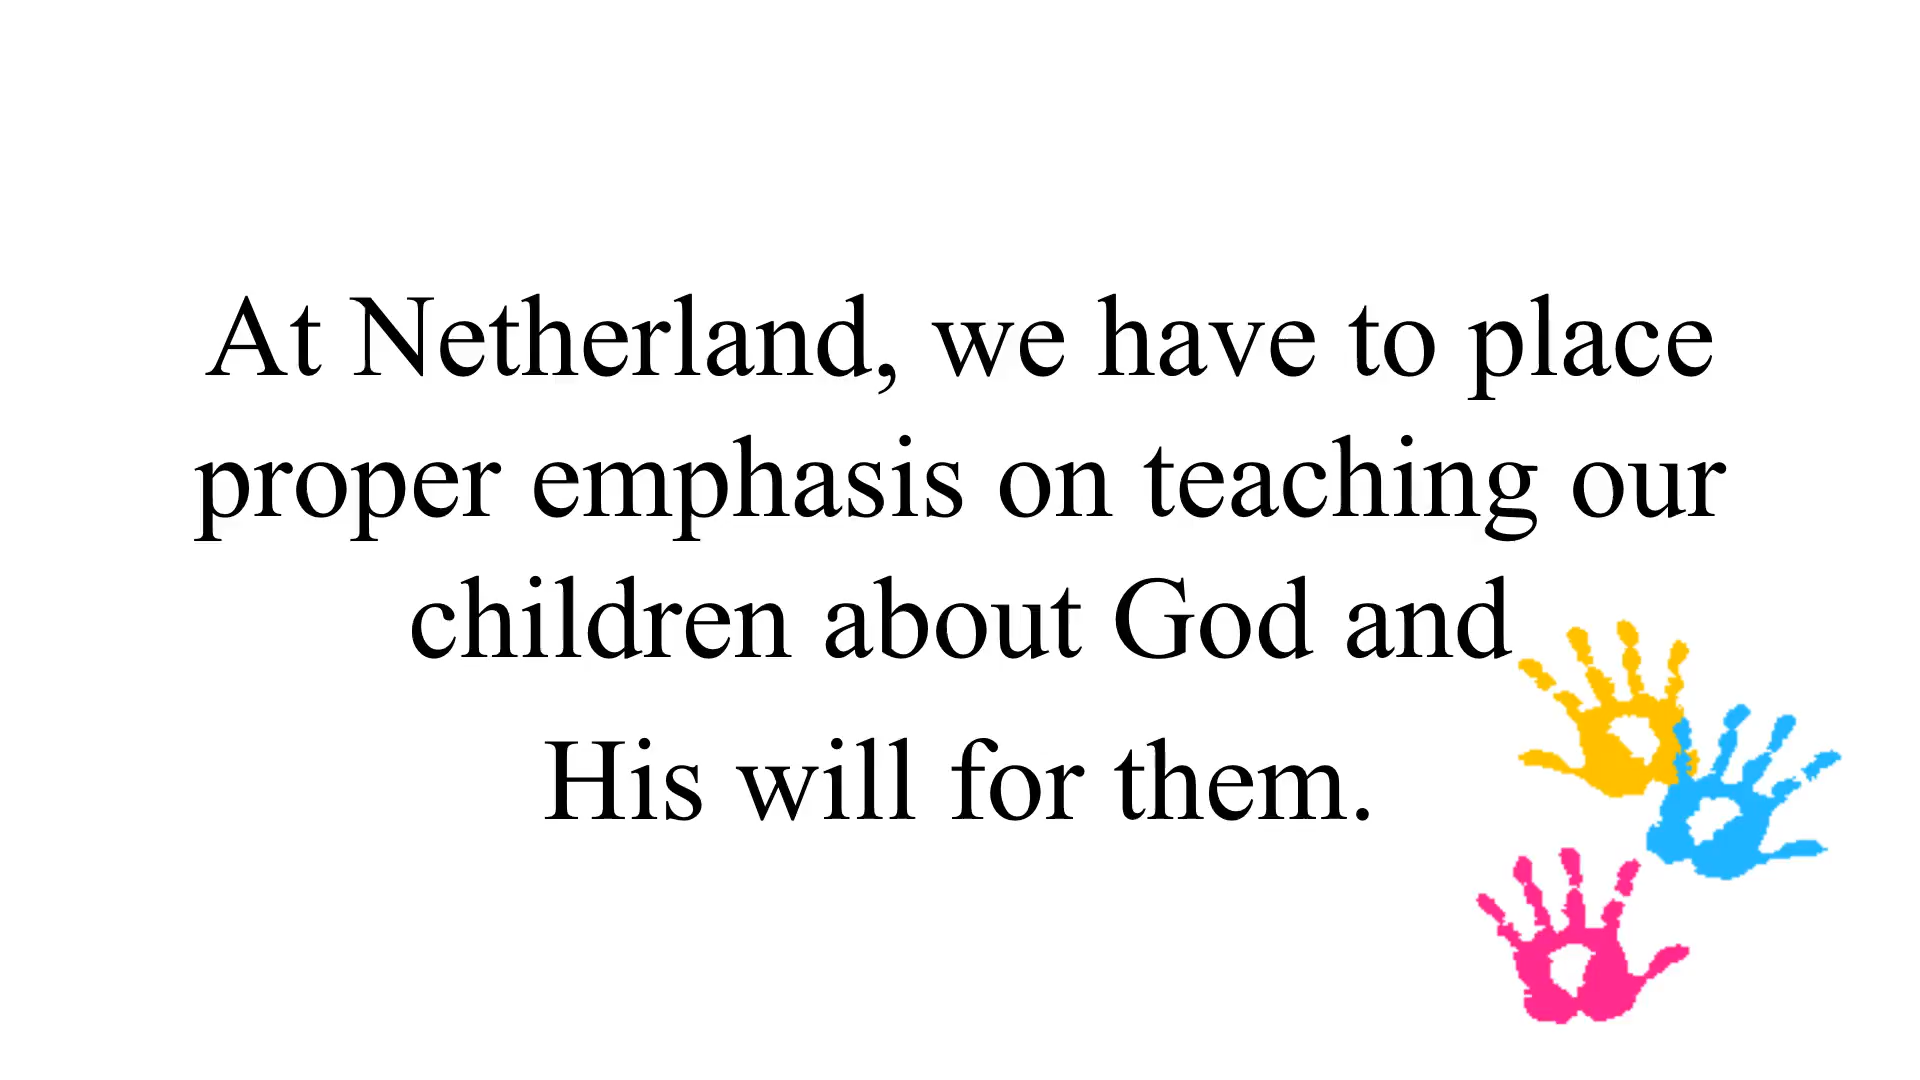 At Netherland, we have to place
proper emphasis on teaching our
children about God and
His will for them.